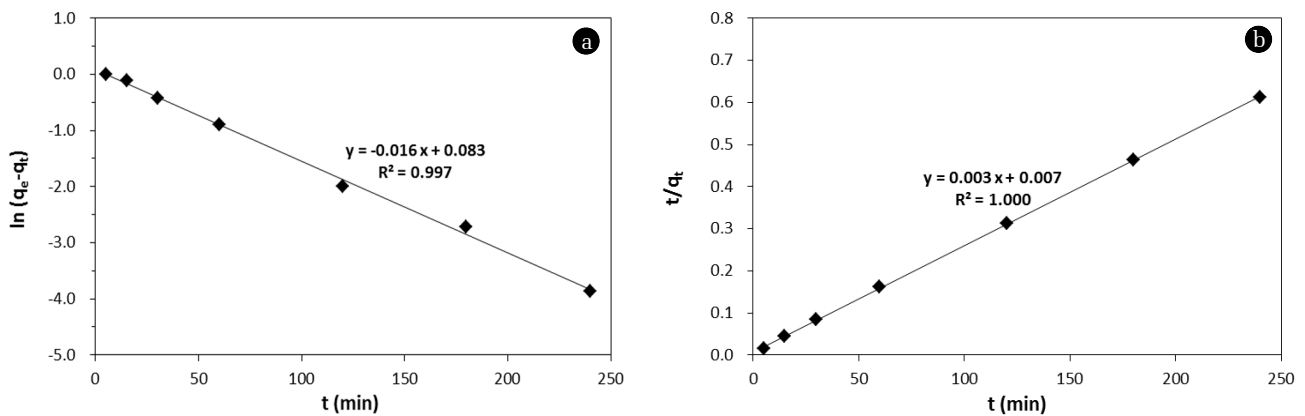 a
1.0
0.0
-1.0
-2.0
-3.0
-4.0
-5.0
ln (qₑ-qₜ)
y = -0.016 x + 0.083
R² = 0.997
0 50 100 150 200 250
t (min)
b
0.8
0.7
0.6
0.5
0.4
0.3
0.2
0.1
0.0
t/qₜ
y = 0.003 x + 0.007
R² = 1.000
0 50 100 150 200 250
t (min)